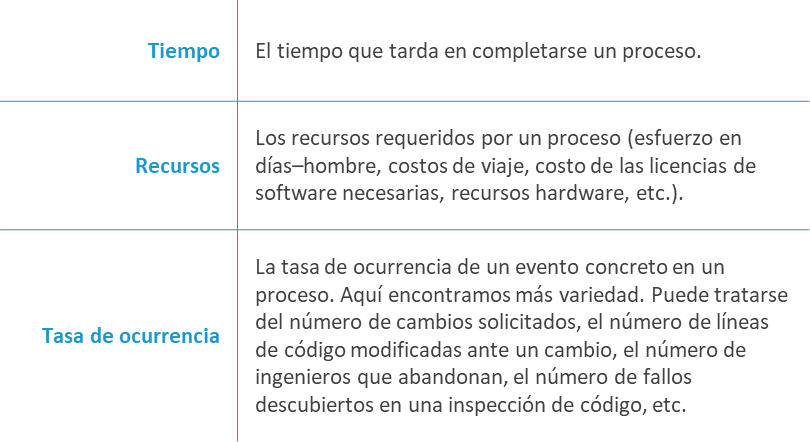 Tiempo
El tiempo que tarda en completarse un proceso.
Recursos
Los recursos requeridos por un proceso (esfuerzo en
días–hombre, costos de viaje, costo de las licencias de
software necesarias, recursos hardware, etc.).
Tasa de ocurrencia
La tasa de ocurrencia de un evento concreto en un
proceso. Aquí encontramos más variedad. Puede tratarse
del número de cambios solicitados, el número de líneas
de código modificadas ante un cambio, el número de
ingenieros que abandonan, el número de fallos
descubiertos en una inspección de código, etc.